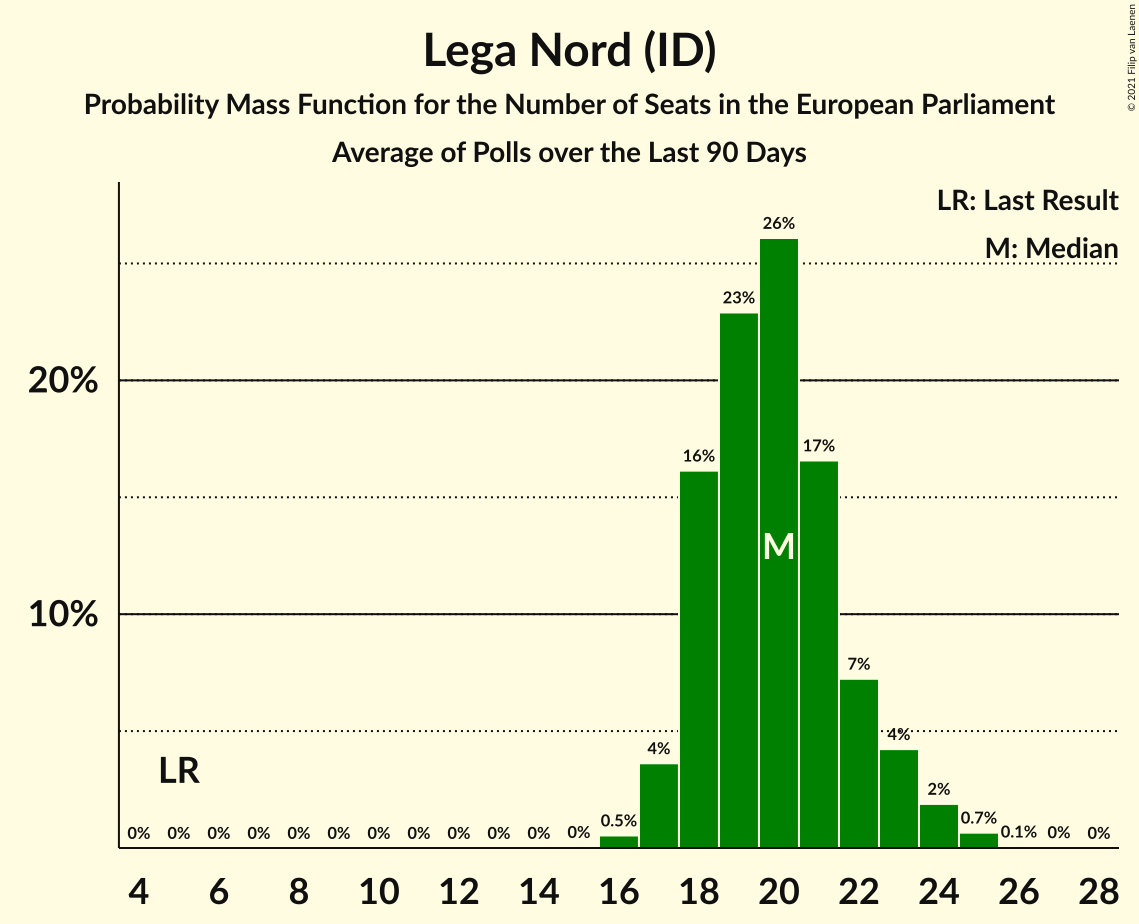 Lega Nord (ID)
Probability Mass Function for the Number of Seats in the European Parliament
Average of Polls over the Last 90 Days
© 2021 Filip van Laenen
LR: Last Result
M: Median
20%
10%
LR
M
0% 0% 0% 0% 0% 0% 0% 0% 0% 0% 0% 0% 0.5% 4% 16% 23% 26% 17% 7% 4% 2% 0.7% 0.1% 0% 0%
4 6 8 10 12 14 16 18 20 22 24 26 28